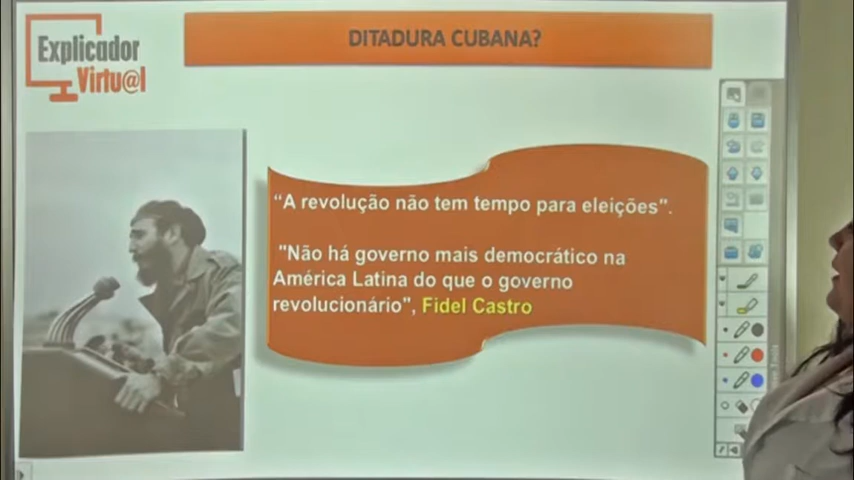 Explicador
Virtu@l
DITADURA CUBANA?
“A revolução não tem tempo para eleições".
"Não há governo mais democrático na
América Latina do que o governo
revolucionário", Fidel Castro